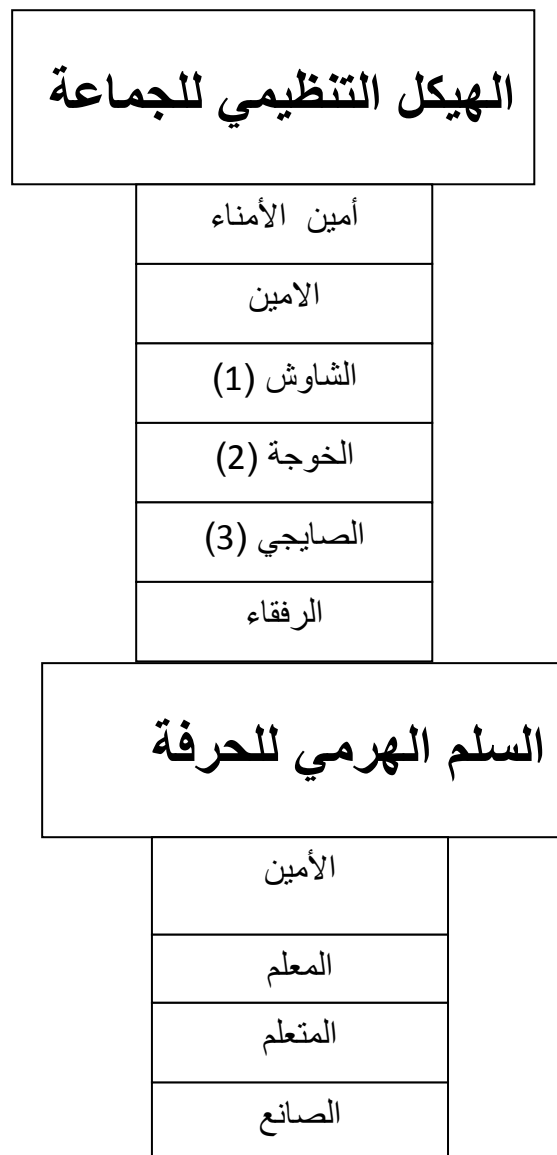 الهيكل التنظيمي للجماعة
أمين الأمناء
الامين
الشاوش (1)
الخوجة (2)
الصايجي (3)
الرفقاء
السلم الهرمي للحرفة
الأمين
المعلم
المتعلم
الصانع